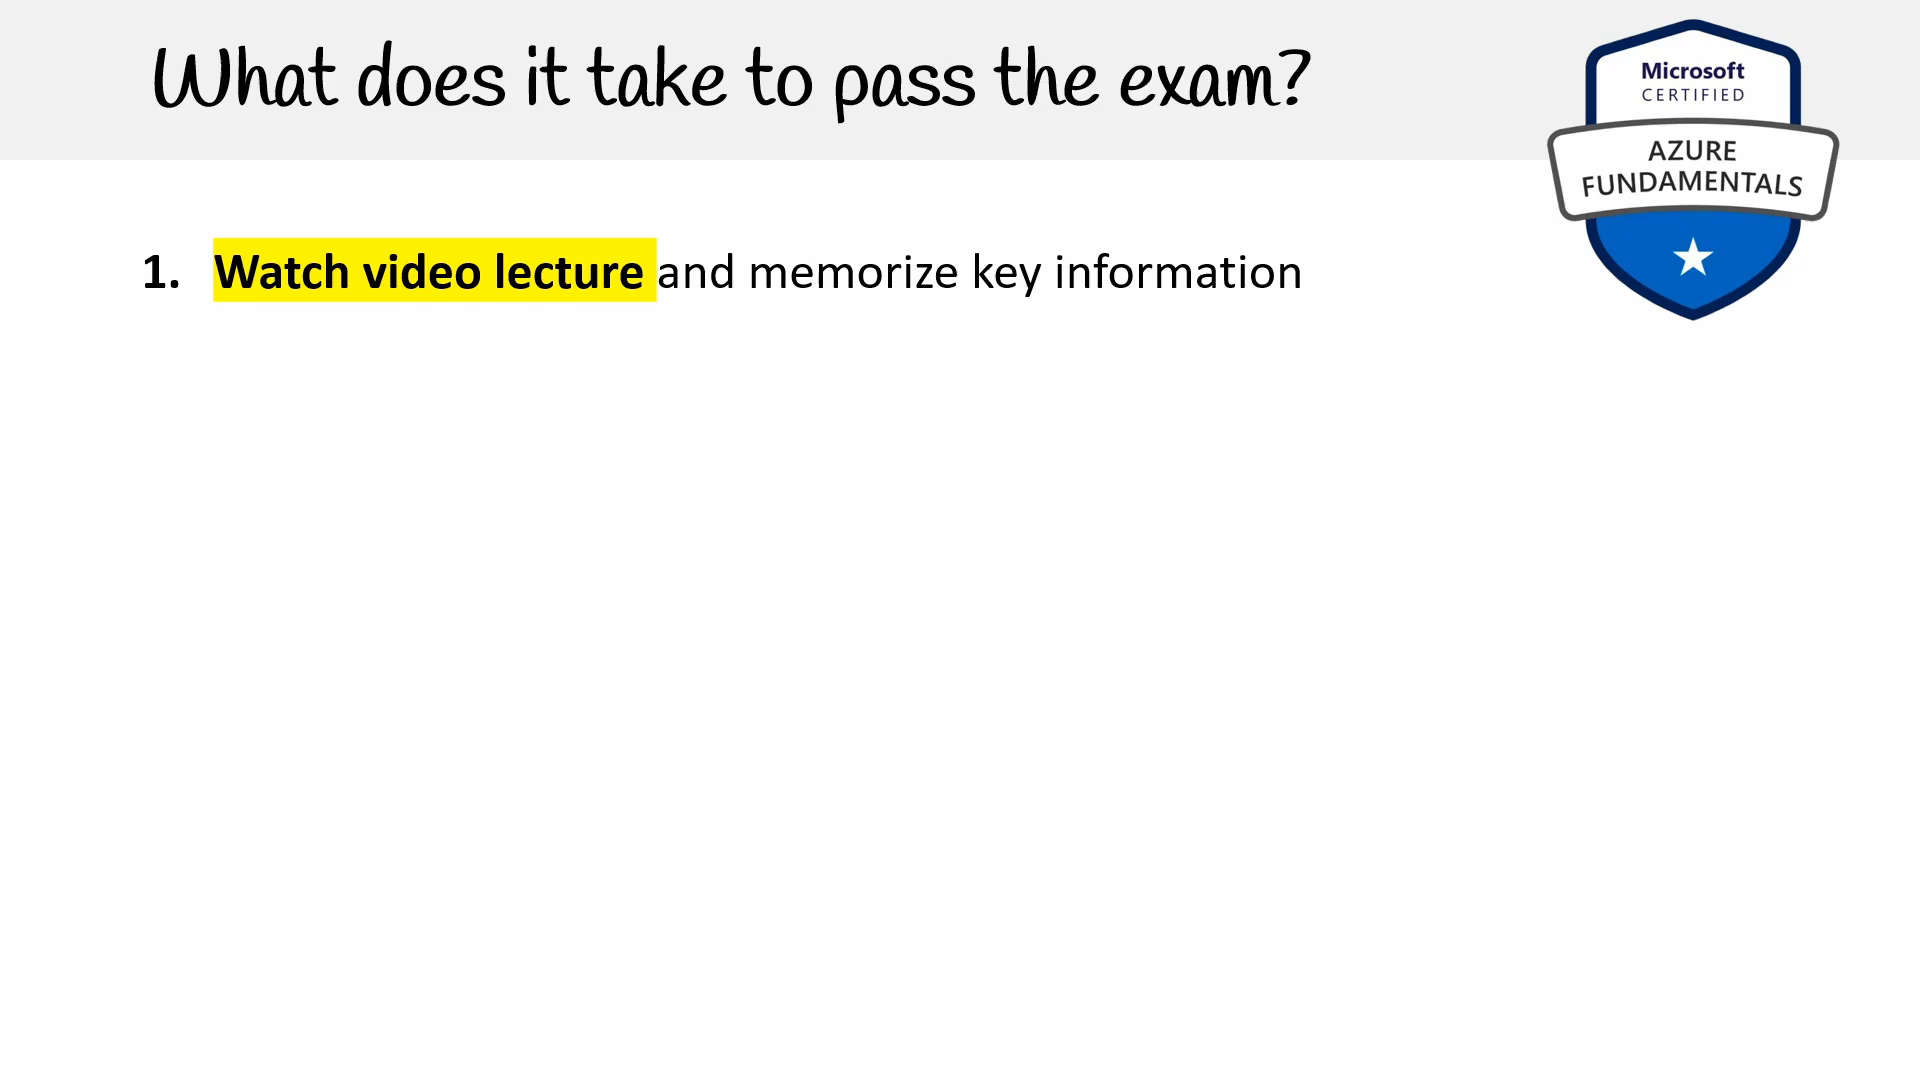 What does it take to pass the exam?
Microsoft
CERTIFIED
AZURE
FUNDAMENTALS
1. Watch video lecture and memorize key information